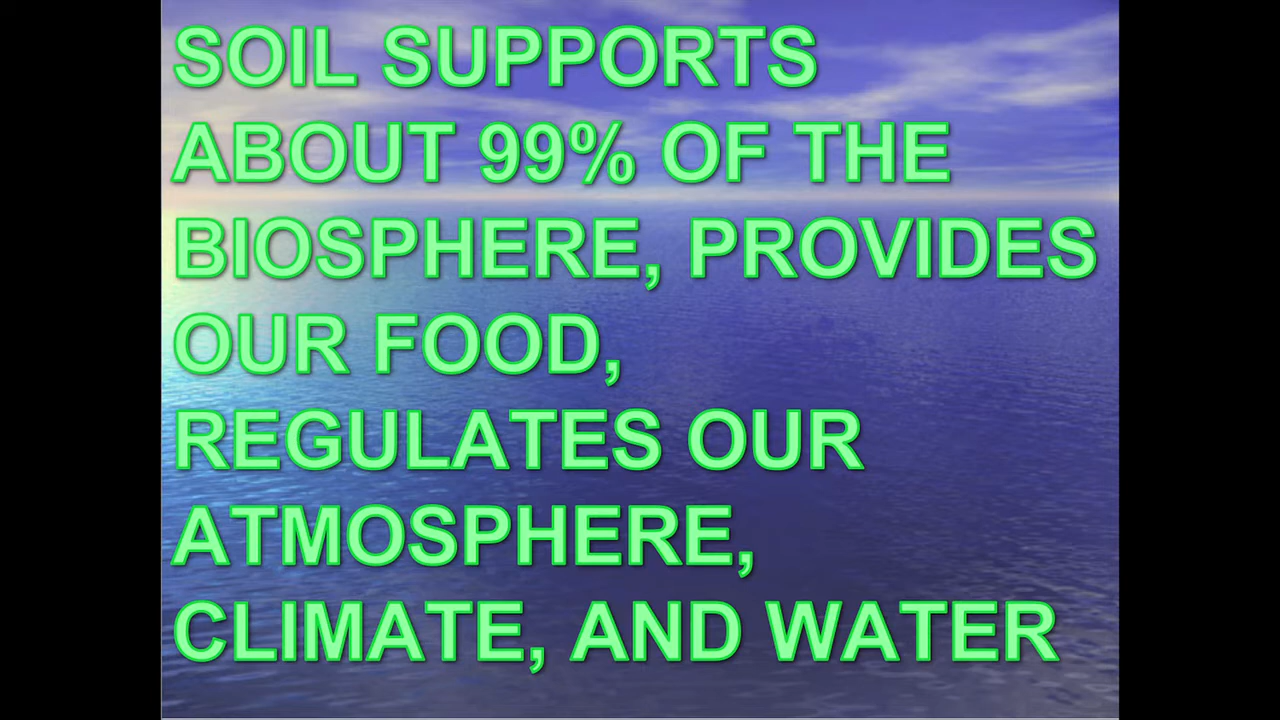 SOIL SUPPORTS
ABOUT 99% OF THE
BIOSPHERE, PROVIDES
OUR FOOD,
REGULATES OUR
ATMOSPHERE,
CLIMATE, AND WATER